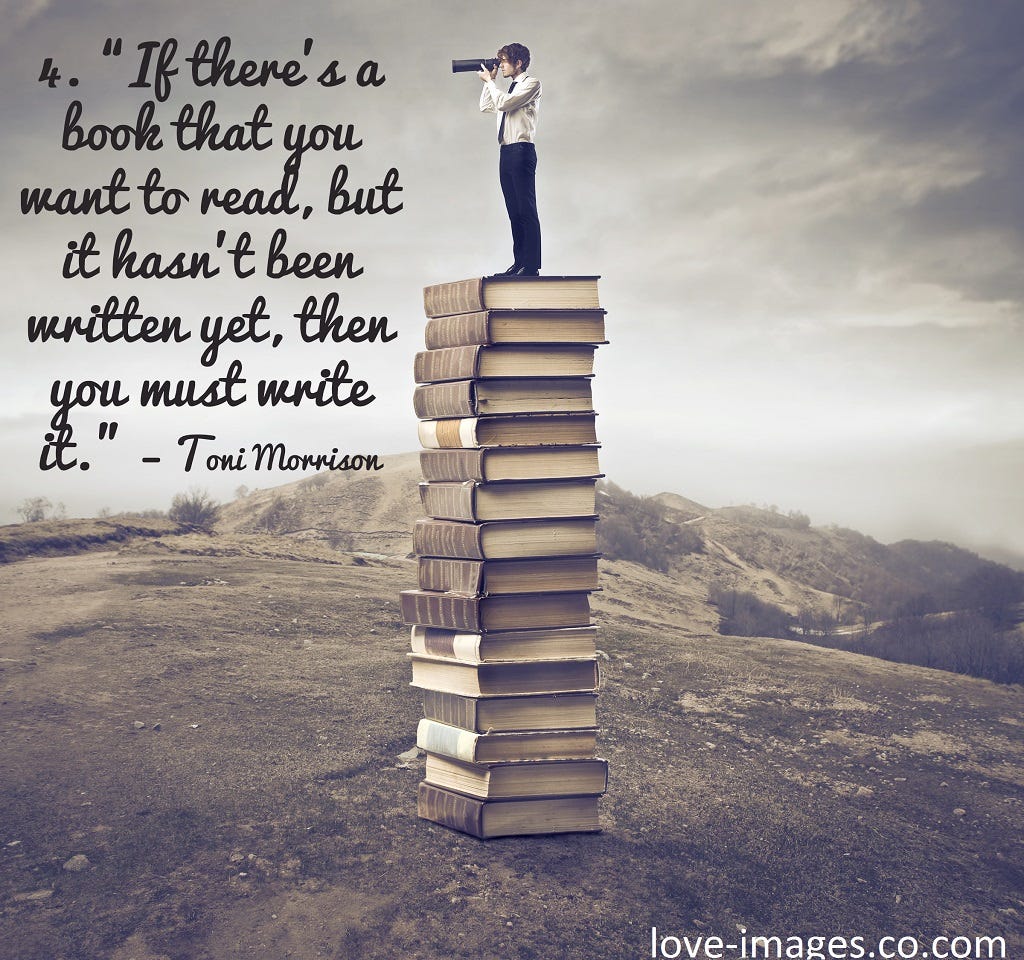 4. “If there's a
book that you
want to read, but
it hasn't been
written yet, then
you must write
it." - Toni Morrison
love-images.co.com